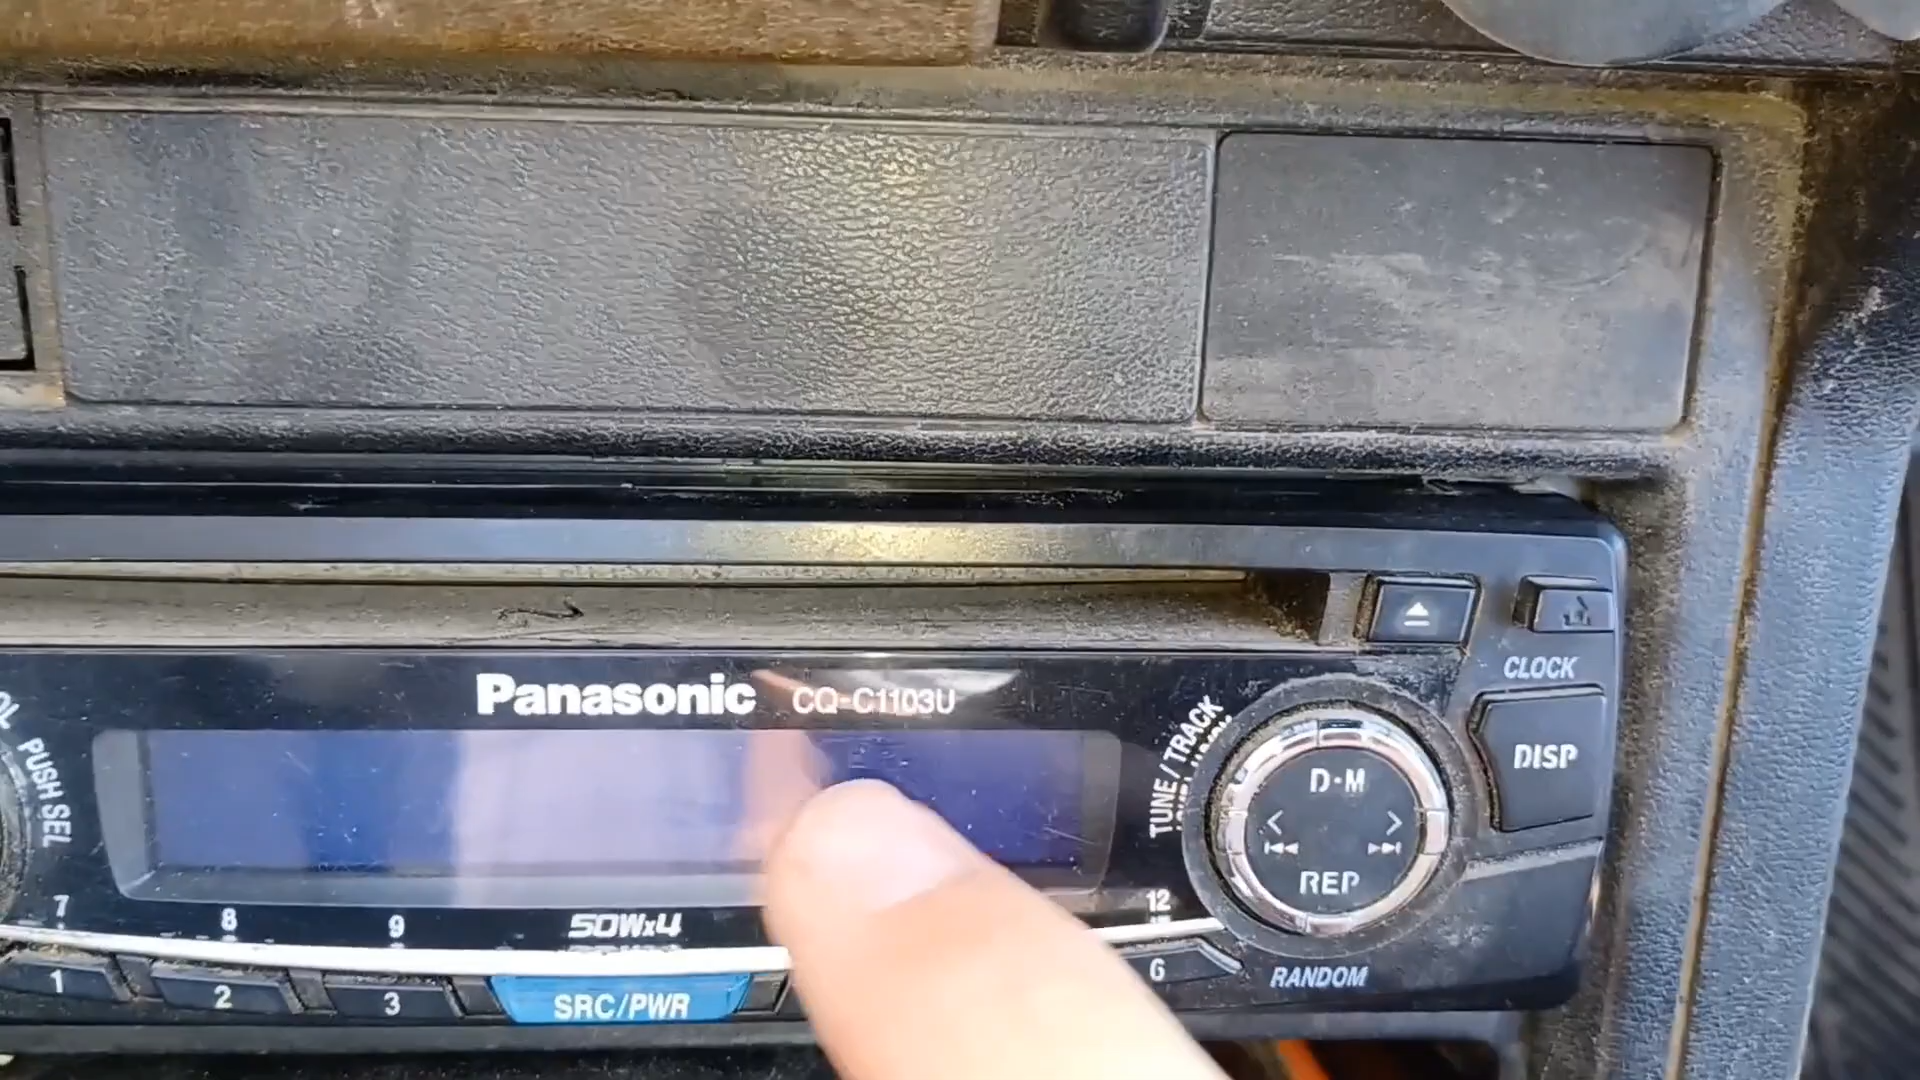 Panasonic CQ-C1103U
CLOCK
DISP
PUSH SEL
TUNE / TRACK
D·M
REP
7
8
9
50Wx4
12
1
2
3
SRC/PWR
6
RANDOM